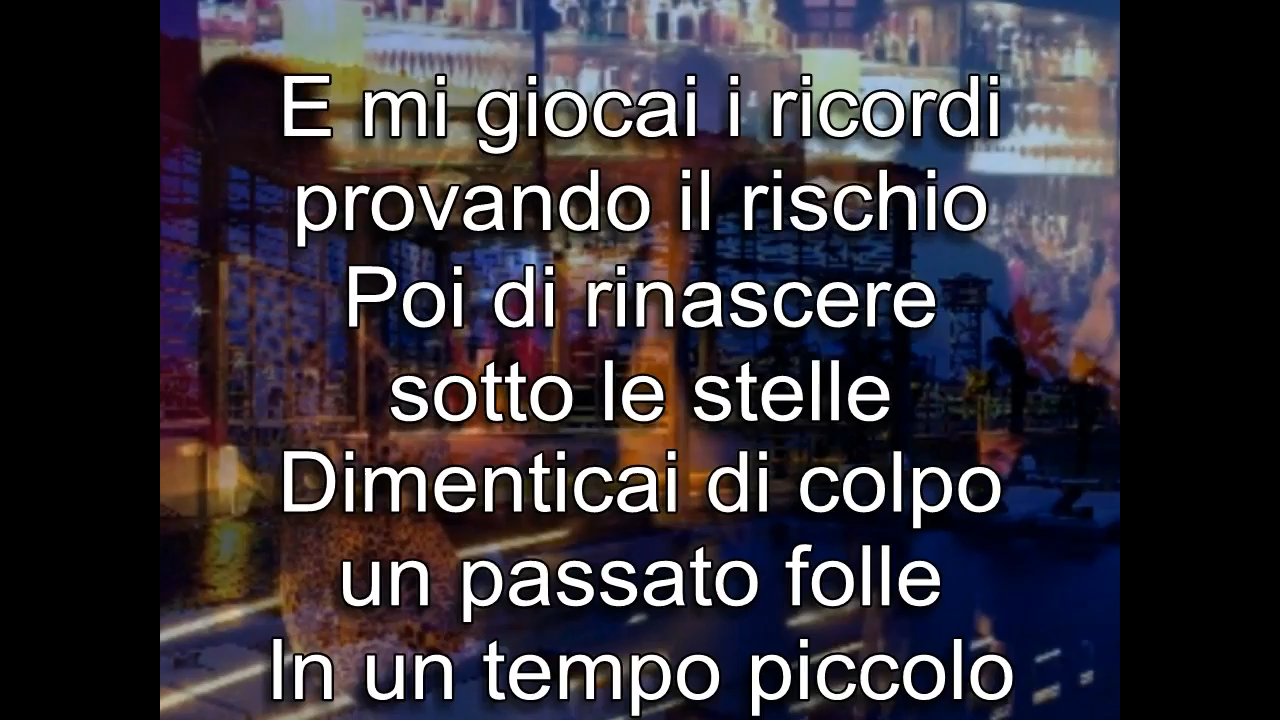 E mi giocai i ricordi
provando il rischio
Poi di rinascere
sotto le stelle
Dimenticai di colpo
un passato folle
In un tempo piccolo